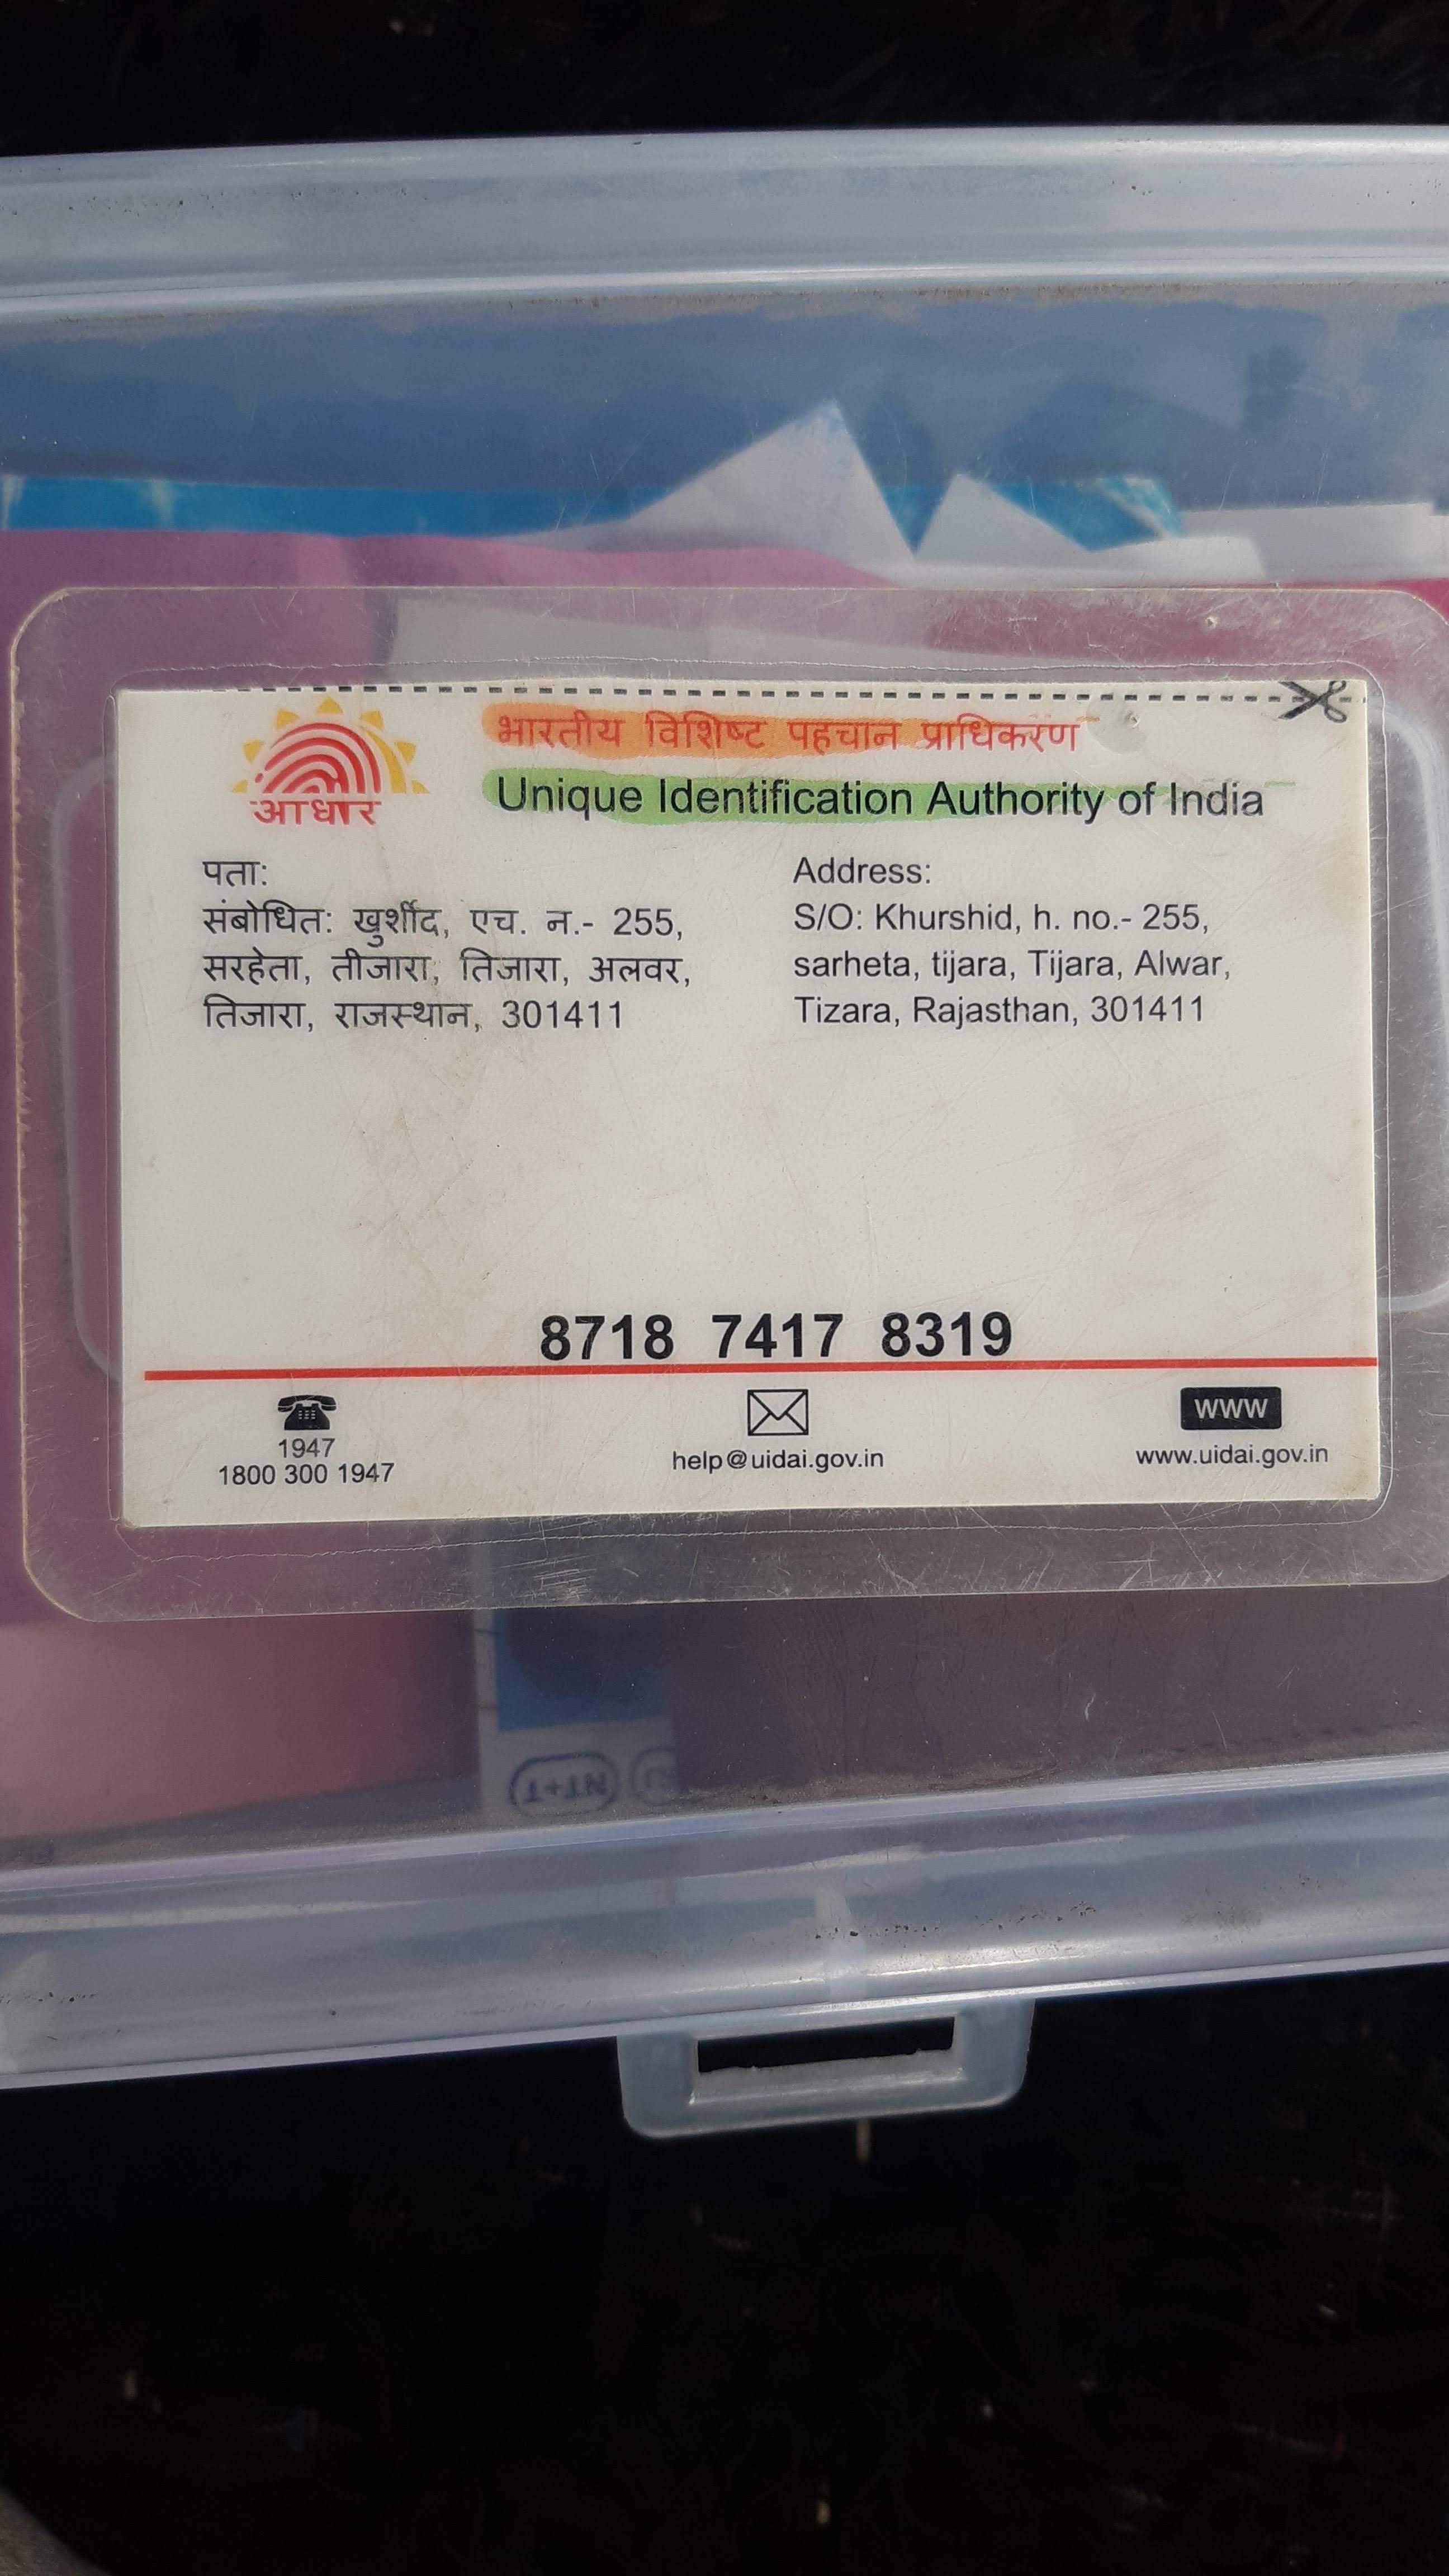 भारतीय विशिष्ट पहचान प्राधिकरण
Unique Identification Authority of India
आधार
पता:
संबोधित: खुर्शीद, एच. न.- 255,
सरहेता, तीजारा, तिजारा, अलवर,
तिजारा, राजस्थान, 301411
Address:
S/O: Khurshid, h. no.- 255,
sarheta, tijara, Tijara, Alwar,
Tizara, Rajasthan, 301411
8718 7417 8319
1947
1800 300 1947
help@uidai.gov.in
www
www.uidai.gov.in